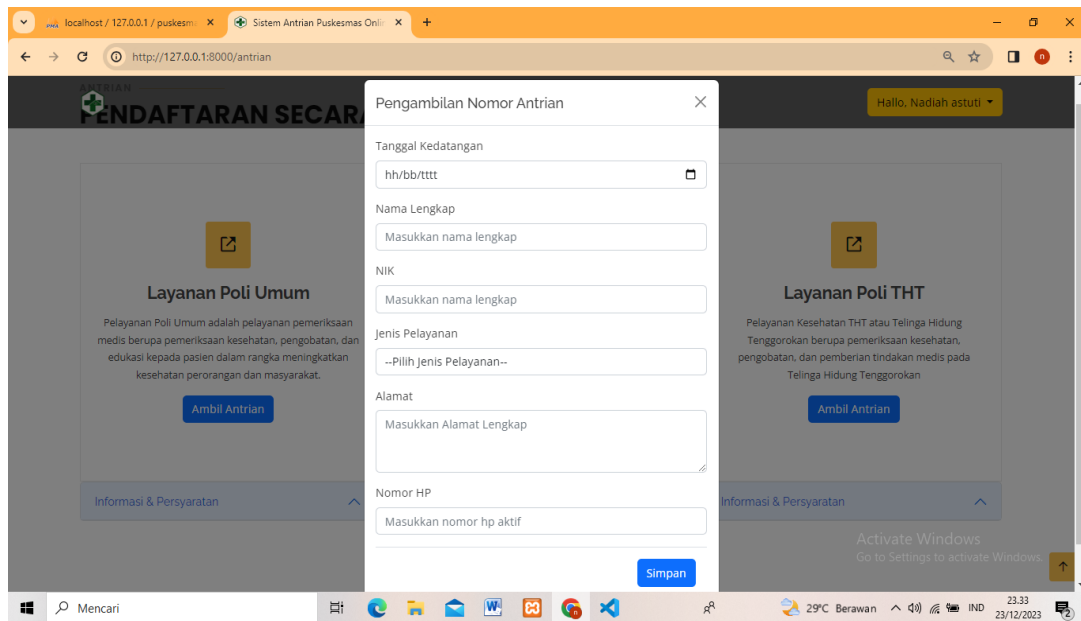 localhost / 127.0.0.1 / puskesm
Sistem Antrian Puskesmas Onlin
http://127.0.0.1:8000/antrian
n
ANTRIAN
PENDAFTARAN SECARA
Hallo, Nadiah astuti
Pengambilan Nomor Antrian
Tanggal Kedatangan
hh/bb/tttt
Nama Lengkap
Masukkan nama lengkap
NIK
Masukkan nama lengkap
Jenis Pelayanan
--Pilih Jenis Pelayanan--
Alamat
Masukkan Alamat Lengkap
Nomor HP
Masukkan nomor hp aktif
Simpan
Layanan Poli Umum
Pelayanan Poli Umum adalah pelayanan pemeriksaan
medis berupa pemeriksaan kesehatan, pengobatan, dan
edukasi kepada pasien dalam rangka meningkatkan
kesehatan perorangan dan masyarakat.
Ambil Antrian
Informasi & Persyaratan
Layanan Poli THT
Pelayanan Kesehatan THT atau Telinga Hidung
Tenggorokan berupa pemeriksaan kesehatan,
pengobatan, dan pemberian tindakan medis pada
Telinga Hidung Tenggorokan
Ambil Antrian
Informasi & Persyaratan
Activate Windows
Go to Settings to activate Windows.
Mencari
29°C Berawan
IND
23.33
23/12/2023
2